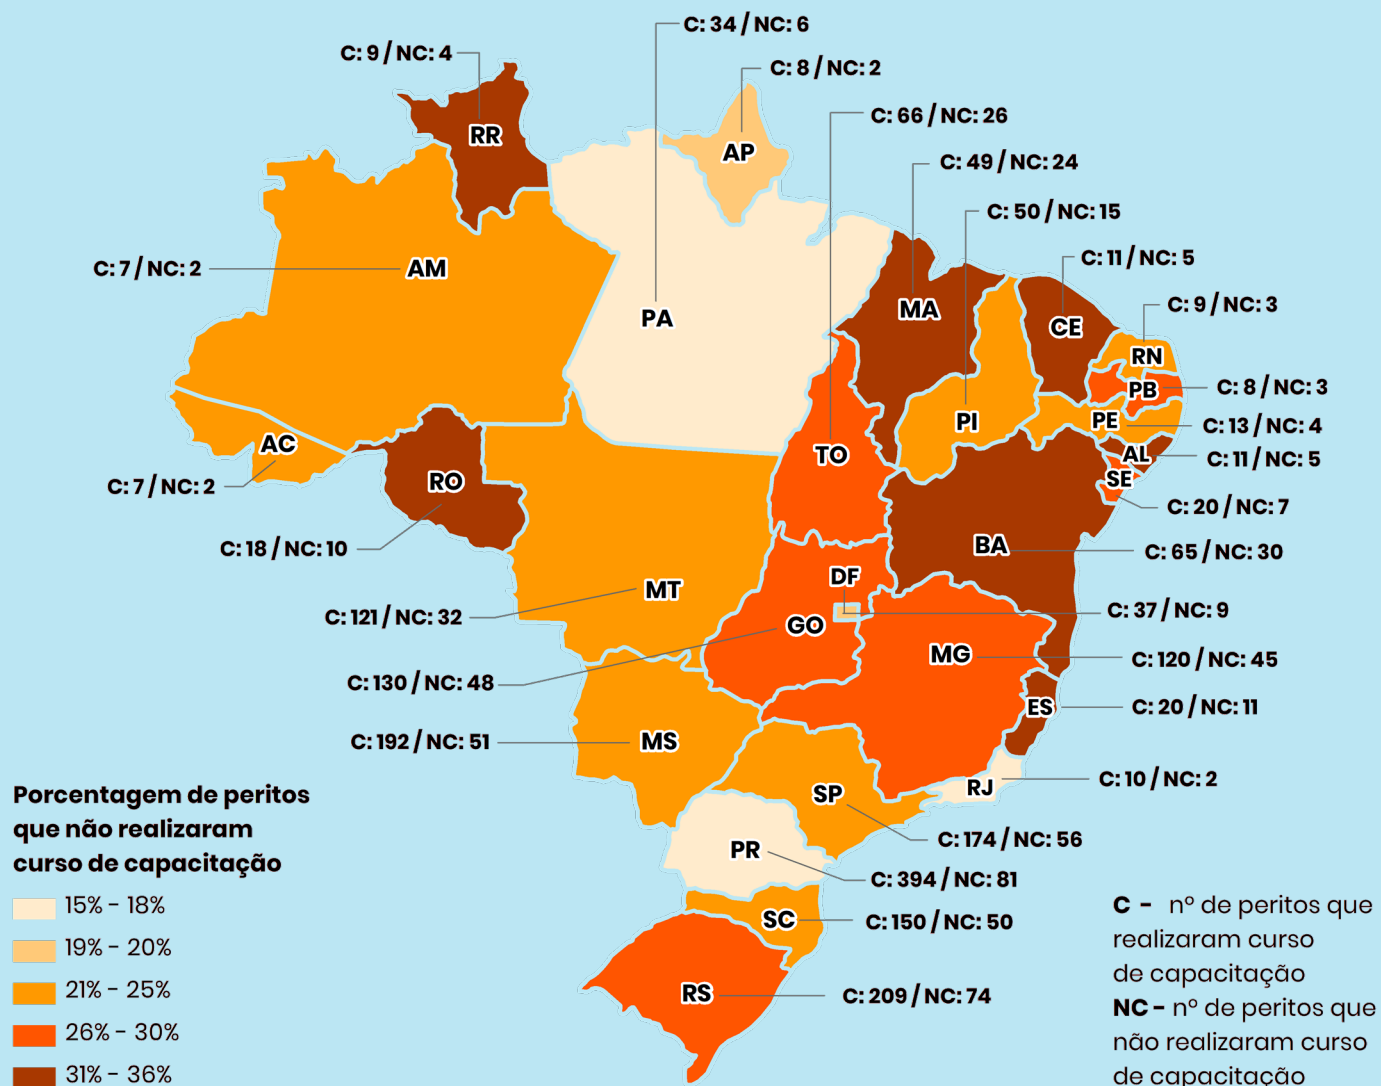 C: 34 / NC: 6
C: 9 / NC: 4
C: 8 / NC: 2
C: 66 / NC: 26
RR
AP
C: 49 / NC: 24
C: 50 / NC: 15
C: 11 / NC: 5
C: 7 / NC: 2
AM
MA
C: 9 / NC: 3
PA
CE
RN
PB
C: 8 / NC: 3
PI
PE
C: 13 / NC: 4
AC
TO
AL
C: 11 / NC: 5
RO
SE
C: 7 / NC: 2
C: 20 / NC: 7
C: 18 / NC: 10
BA
C: 65 / NC: 30
DF
MT
C: 121 / NC: 32
C: 37 / NC: 9
GO
MG
C: 120 / NC: 45
C: 130 / NC: 48
ES
C: 20 / NC: 11
C: 192 / NC: 51
MS
C: 10 / NC: 2
RJ
SP
C: 174 / NC: 56
PR
C: 394 / NC: 81
SC
C: 150 / NC: 50
RS
C: 209 / NC: 74
Porcentagem de peritos
que não realizaram
curso de capacitação
15% - 18%
19% - 20%
21% - 25%
26% - 30%
31% - 36%
C - nº de peritos que
realizaram curso
de capacitação
NC - nº de peritos que
não realizaram curso
de capacitação